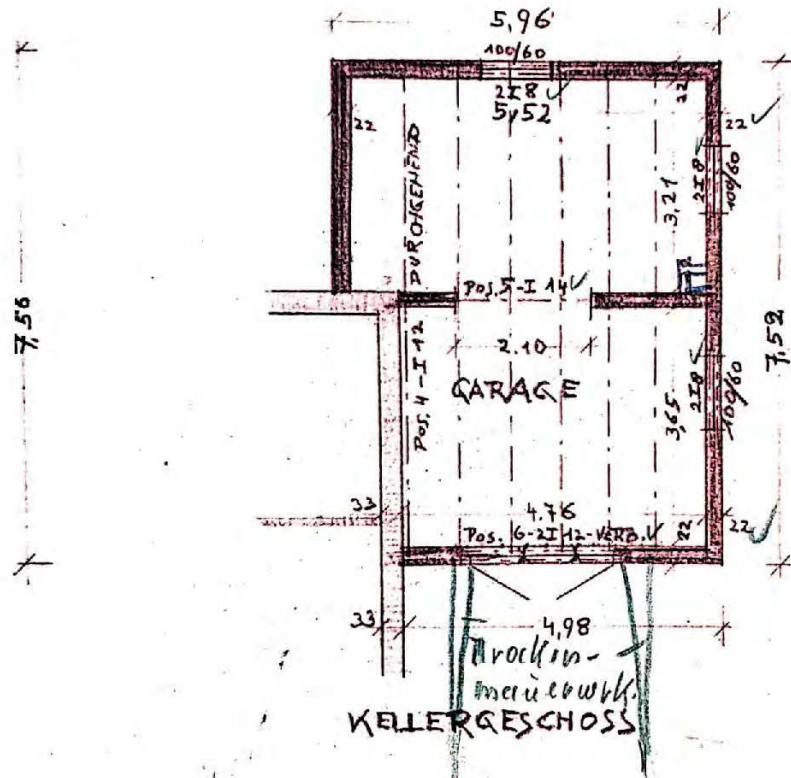 5,96
100/60
2I8
5,52
22
22
22
DURCHGEHEND
3,21
2I8
100/60
7,56
7,52
Pos. 5 - I 14
2.10
GARAGE
Pos. 4 - I 12
3,65
2I8
100/60
33
4.76
Pos. 6 - 2I 12 - VERB.
22
22
33
4,98
Trocken-
mauerwrk.
KELLERGESCHOSS